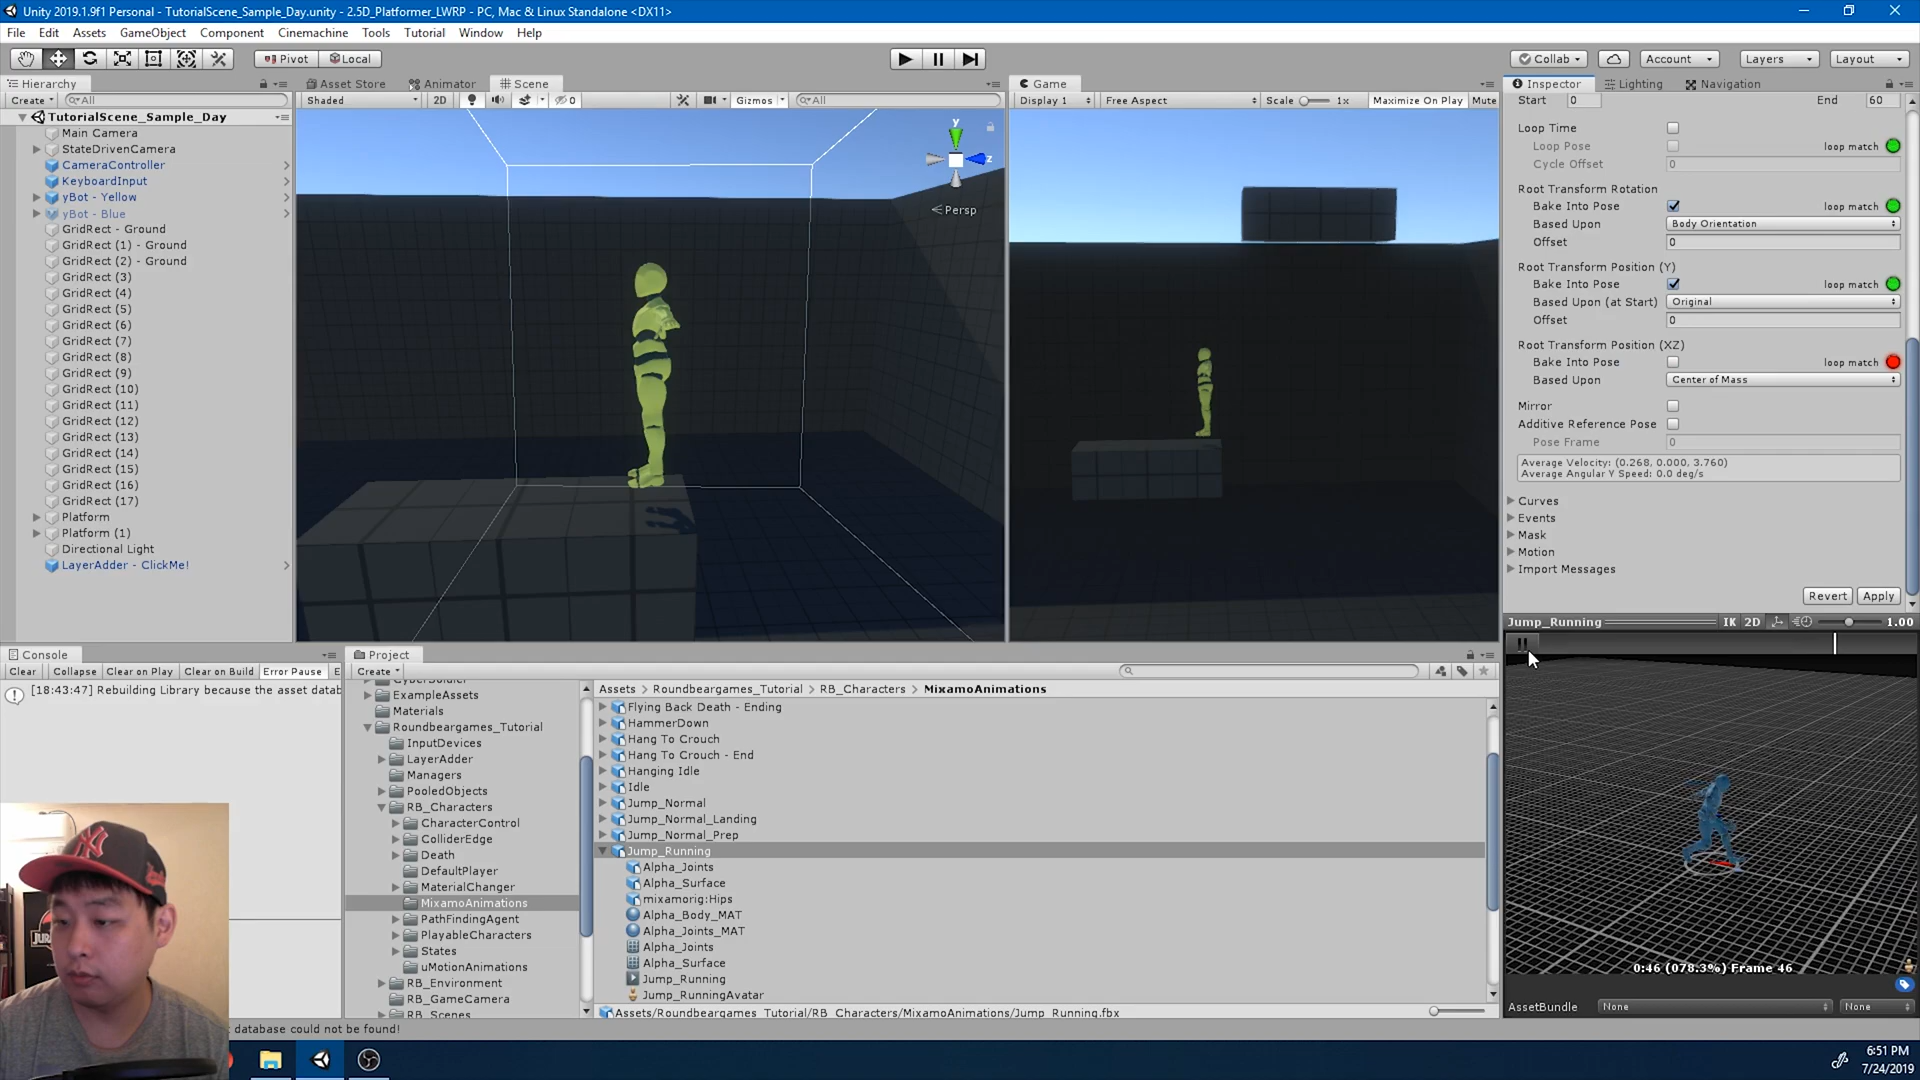 Unity 2019.1.9f1 Personal - TutorialScene_Sample_Day.unity - 2.5D_Platformer_LWRP - PC, Mac & Linux Standalone <DX11>
File Edit Assets GameObject Component Cinemachine Tools Tutorial Window Help
Pivot Local Collab Account Layers Layout
Hierarchy
Create All
TutorialScene_Sample_Day
Main Camera
StateDrivenCamera
CameraController
KeyboardInput
yBot - Yellow
yBot - Blue
GridRect - Ground
GridRect (1) - Ground
GridRect (2) - Ground
GridRect (3)
GridRect (4)
GridRect (5)
GridRect (6)
GridRect (7)
GridRect (8)
GridRect (9)
GridRect (10)
GridRect (11)
GridRect (12)
GridRect (13)
GridRect (14)
GridRect (15)
GridRect (16)
GridRect (17)
Platform
Platform (1)
Directional Light
LayerAdder - ClickMe!
Asset Store Animator Scene
Shaded 2D 0 Gizmos All
y
z
Persp
Game
Display 1 Free Aspect Scale 1x Maximize On Play Mute
Inspector Lighting Navigation
Start 0 End 60
Loop Time
Loop Pose loop match
Cycle Offset 0
Root Transform Rotation
Bake Into Pose loop match
Based Upon Body Orientation
Offset 0
Root Transform Position (Y)
Bake Into Pose loop match
Based Upon (at Start) Original
Offset 0
Root Transform Position (XZ)
Bake Into Pose loop match
Based Upon Center of Mass
Mirror
Additive Reference Pose
Pose Frame 0
Average Velocity: (0.268, 0.000, 3.760)
Average Angular Y Speed: 0.0 deg/s
Curves
Events
Mask
Motion
Import Messages
Revert Apply
Jump_Running IK 2D 1.00
0:46 (078.3%) Frame 46
AssetBundle None None
Console
Clear Collapse Clear on Play Clear on Build Error Pause E
[18:43:47] Rebuilding Library because the asset datab
database could not be found!
Project
Create
ExampleAssets
Materials
Roundbeargames_Tutorial
InputDevices
LayerAdder
Managers
PooledObjects
RB_Characters
CharacterControl
ColliderEdge
Death
DefaultPlayer
MaterialChanger
MixamoAnimations
PathFindingAgent
PlayableCharacters
States
uMotionAnimations
RB_Environment
RB_GameCamera
RB_Scenes
Assets Roundbeargames_Tutorial RB_Characters MixamoAnimations
Flying Back Death - Ending
HammerDown
Hang To Crouch
Hang To Crouch - End
Hanging Idle
Idle
Jump_Normal
Jump_Normal_Landing
Jump_Normal_Prep
Jump_Running
Alpha_Joints
Alpha_Surface
mixamorig:Hips
Alpha_Body_MAT
Alpha_Joints_MAT
Alpha_Joints
Alpha_Surface
Jump_Running
Jump_RunningAvatar
Assets/Roundbeargames_Tutorial/RB_Characters/MixamoAnimations/Jump_Running.fbx
6:51 PM
7/24/2019